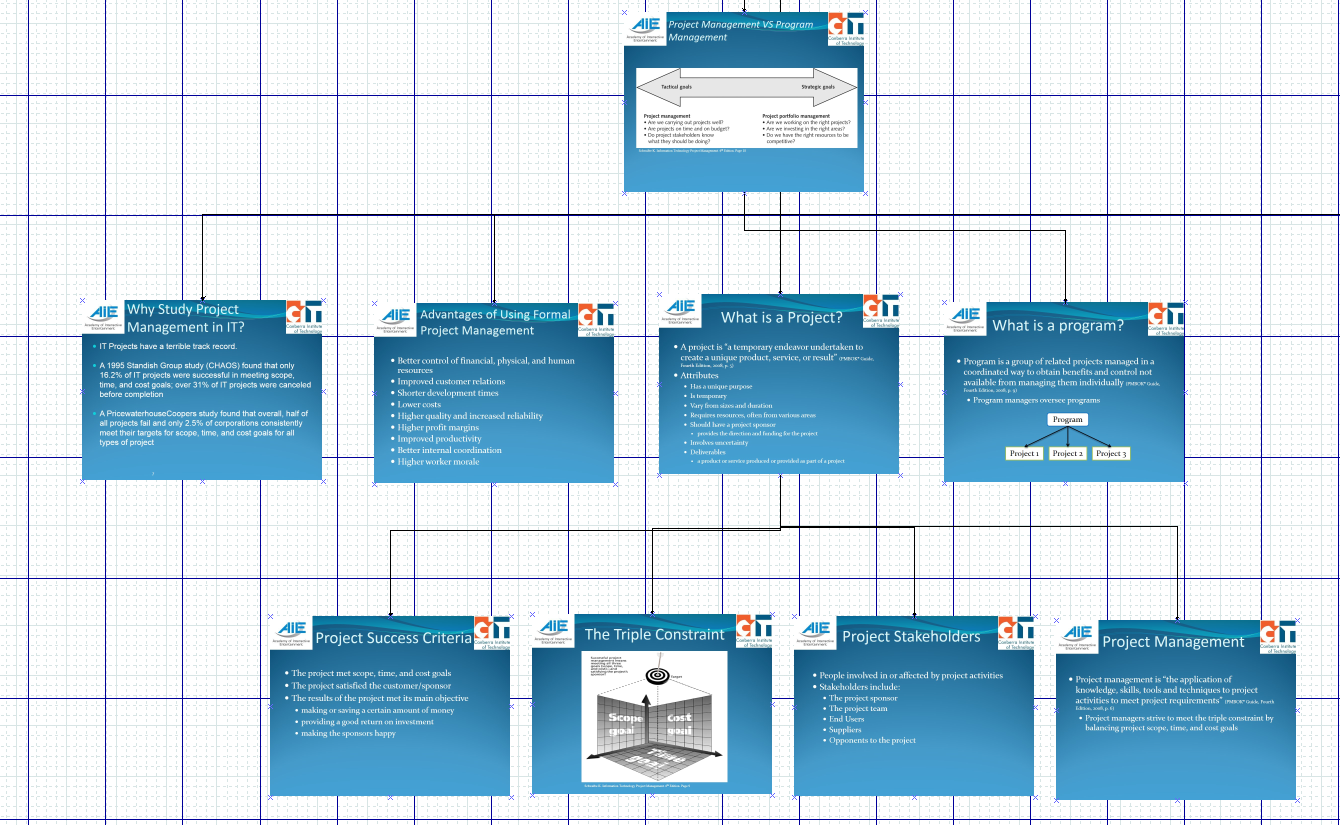 AIE
Academy of Interactive
Entertainment
Project Management VS Program
Management
CIT
Canberra Institute
of Technology
Tactical goals
Strategic goals
Project management
• Are we carrying out projects well?
• Are projects on time and on budget?
• Do project stakeholders know
what they should be doing?
Project portfolio management
• Are we working on the right projects?
• Are we investing in the right areas?
• Do we have the right resources to be
competitive?
AIE
Academy of Interactive
Entertainment
Why Study Project
Management in IT?
CIT
Canberra Institute
of Technology
• IT Projects have a terrible track record.
• A 1995 Standish Group study (CHAOS) found that only
16.2% of IT projects were successful in meeting scope,
time, and cost goals; over 31% of IT projects were canceled
before completion
• A PricewaterhouseCoopers study found that overall, half of
all projects fail and only 2.5% of corporations consistently
meet their targets for scope, time, and cost goals for all
types of project
AIE
Academy of Interactive
Entertainment
Advantages of Using Formal
Project Management
CIT
Canberra Institute
of Technology
• Better control of financial, physical, and human
resources
• Improved customer relations
• Shorter development times
• Lower costs
• Higher quality and increased reliability
• Higher profit margins
• Improved productivity
• Better internal coordination
• Higher worker morale
AIE
Academy of Interactive
Entertainment
What is a Project?
CIT
Canberra Institute
of Technology
• A project is "a temporary endeavor undertaken to
create a unique product, service, or result" (PMBOK® Guide,
Fourth Edition, 2008, p. 5)
• Attributes
• Has a unique purpose
• Is temporary
• Vary from sizes and duration
• Requires resources, often from various areas
• Should have a project sponsor
• provides the direction and funding for the project
• Involves uncertainty
• Deliverables
• a product or service produced or provided as part of a project
AIE
Academy of Interactive
Entertainment
What is a program?
CIT
Canberra Institute
of Technology
• Program is a group of related projects managed in a
coordinated way to obtain benefits and control not
available from managing them individually (PMBOK® Guide,
Fourth Edition, 2008, p. 9)
• Program managers oversee programs
Program
Project 1
Project 2
Project 3
AIE
Academy of Interactive
Entertainment
Project Success Criteria
CIT
Canberra Institute
of Technology
• The project met scope, time, and cost goals
• The project satisfied the customer/sponsor
• The results of the project met its main objective
• making or saving a certain amount of money
• providing a good return on investment
• making the sponsors happy
AIE
Academy of Interactive
Entertainment
The Triple Constraint
CIT
Canberra Institute
of Technology
Successful project
management means
Target
Scope
goal
Cost
goal
Time
goal
AIE
Academy of Interactive
Entertainment
Project Stakeholders
CIT
Canberra Institute
of Technology
• People involved in or affected by project activities
• Stakeholders include:
• The project sponsor
• The project team
• End Users
• Suppliers
• Opponents to the project
AIE
Academy of Interactive
Entertainment
Project Management
CIT
Canberra Institute
of Technology
• Project management is "the application of
knowledge, skills, tools and techniques to project
activities to meet project requirements" (PMBOK® Guide, Fourth
Edition, 2008, p. 6)
• Project managers strive to meet the triple constraint by
balancing project scope, time, and cost goals